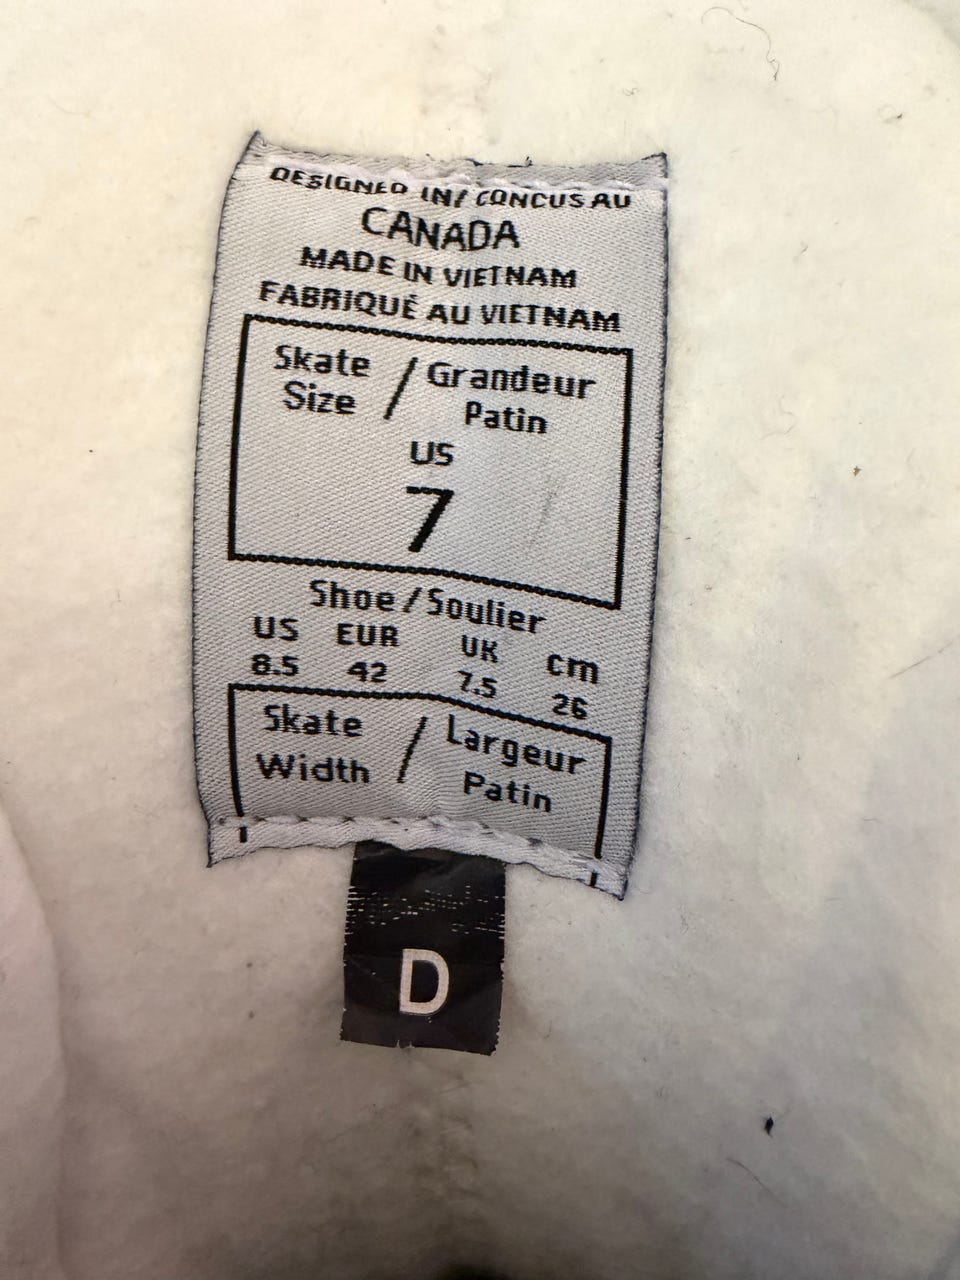 DESIGNED IN/ CONCUS AU
CANADA
MADE IN VIETNAM
FABRIQUÉ AU VIETNAM
Skate Size / Grandeur Patin
US
7
Shoe/Soulier
US EUR UK cm
8.5 42 7.5 26
Skate Width / Largeur Patin
D